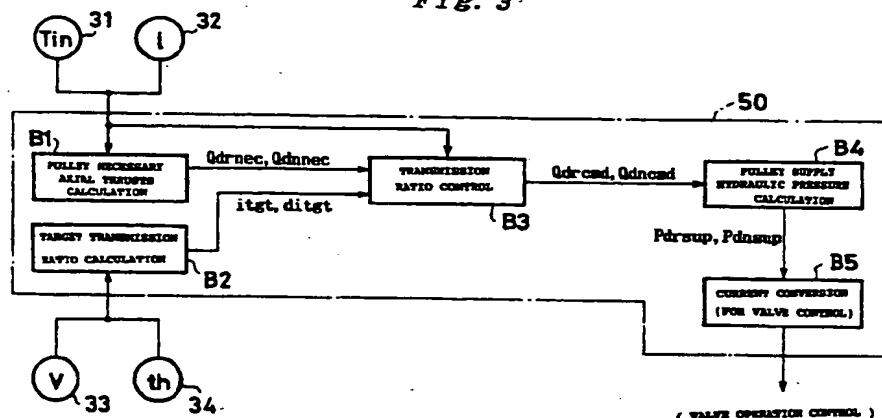 Fig. 3
31
32
Tin
i
50
B1
PULLEY NECESSARY
AXIAL THRUSTS
CALCULATION
Qdrnec, Qdnnec
TRANSMISSION
RATIO CONTROL
B3
Qdrcmd, Qdncmd
B4
PULLEY SUPPLY
HYDRAULIC PRESSURE
CALCULATION
itgt, ditgt
TARGET TRANSMISSION
RATIO CALCULATION
B2
Pdrsup, Pdnsup
B5
CURRENT CONVERSION
(FOR VALVE CONTROL)
V
th
33
34
( VALVE OPERATION CONTROL )